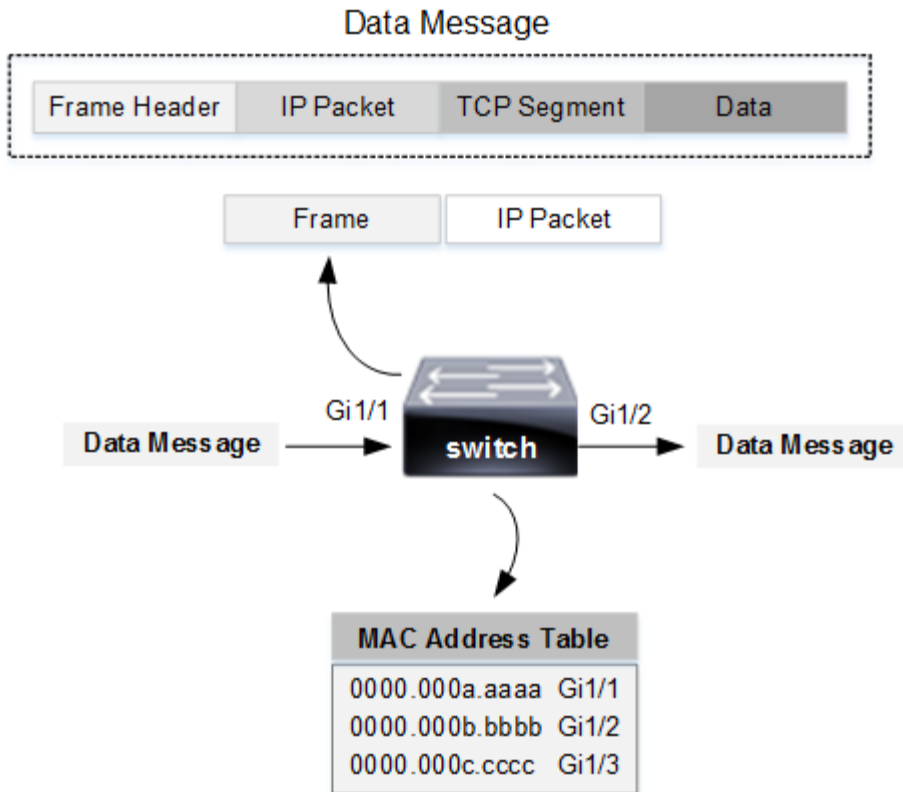 Data Message
Frame Header IP Packet TCP Segment Data
Frame IP Packet
Gi1/1 Gi1/2
Data Message switch Data Message
MAC Address Table
0000.000a.aaaa Gi1/1
0000.000b.bbbb Gi1/2
0000.000c.cccc Gi1/3